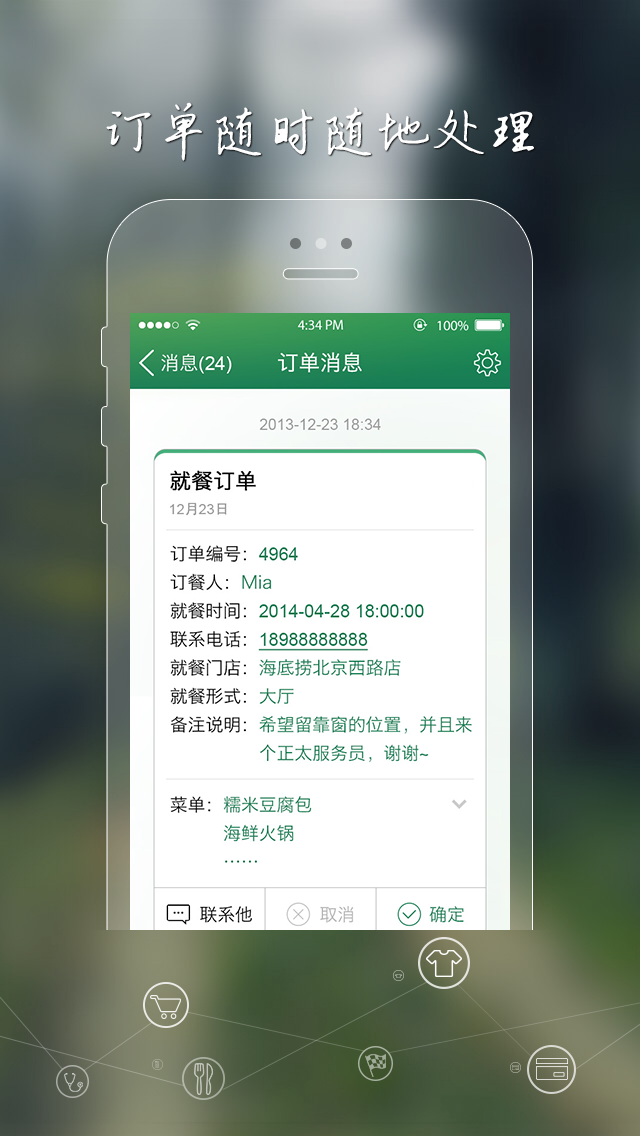 订单随时随地处理
4:34 PM 100%
消息(24) 订单消息
2013-12-23 18:34
就餐订单
12月23日
订单编号：4964
订餐人：Mia
就餐时间：2014-04-28 18:00:00
联系电话：18988888888
就餐门店：海底捞北京西路店
就餐形式：大厅
备注说明：希望留靠窗的位置，并且来
个正太服务员，谢谢~
菜单：糯米豆腐包
海鲜火锅
······
联系他 取消 确定